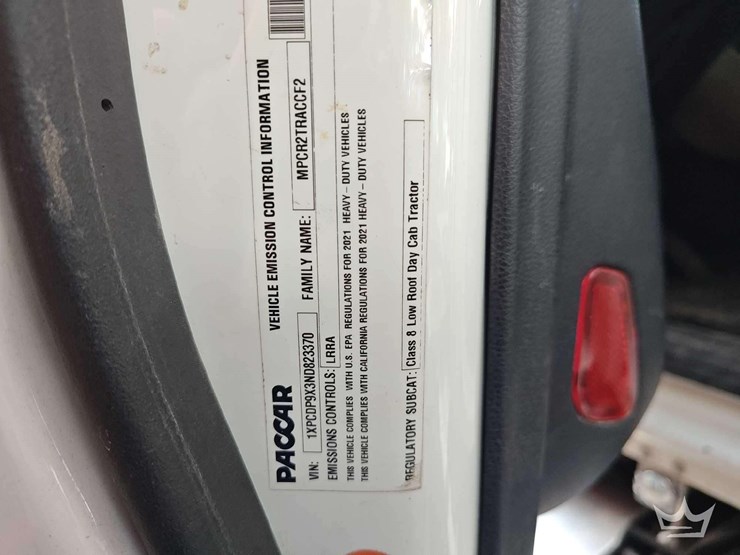 VEHICLE EMISSION CONTROL INFORMATION
PACCAR
VIN: 1XPCDP9X3ND823370 FAMILY NAME: MPCR2TRACCF2
EMISSIONS CONTROLS: LRRA
THIS VEHICLE COMPLIES WITH U.S. EPA REGULATIONS FOR 2021 HEAVY-DUTY VEHICLES
THIS VEHICLE COMPLIES WITH CALIFORNIA REGULATIONS FOR 2021 HEAVY-DUTY VEHICLES
REGULATORY SUBCAT: Class 8 Low Roof Day Cab Tractor